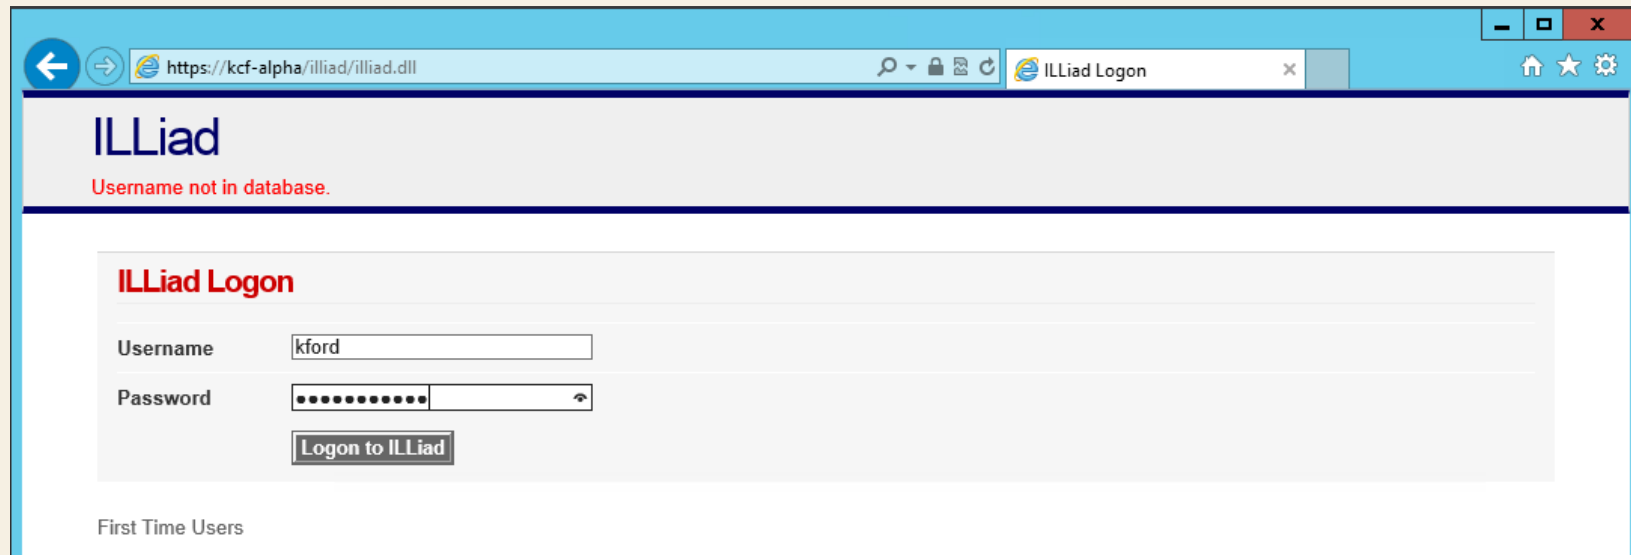 https://kcf-alpha/illiad/illiad.dll
ILLiad Logon
ILLiad
Username not in database.
ILLiad Logon
Username kford
Password
Logon to ILLiad
First Time Users